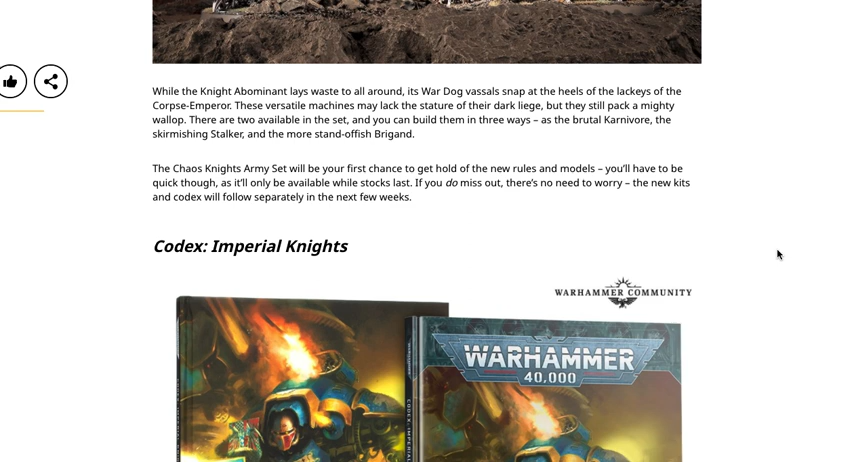 While the Knight Abominant lays waste to all around, its War Dog vassals snap at the heels of the lackeys of the
Corpse-Emperor. These versatile machines may lack the stature of their dark liege, but they still pack a mighty
wallop. There are two available in the set, and you can build them in three ways – as the brutal Karnivore, the
skirmishing Stalker, and the more stand-offish Brigand.
The Chaos Knights Army Set will be your first chance to get hold of the new rules and models – you’ll have to be
quick though, as it’ll only be available while stocks last. If you do miss out, there’s no need to worry – the new kits
and codex will follow separately in the next few weeks.
Codex: Imperial Knights
WARHAMMER COMMUNITY
WARHAMMER
40,000